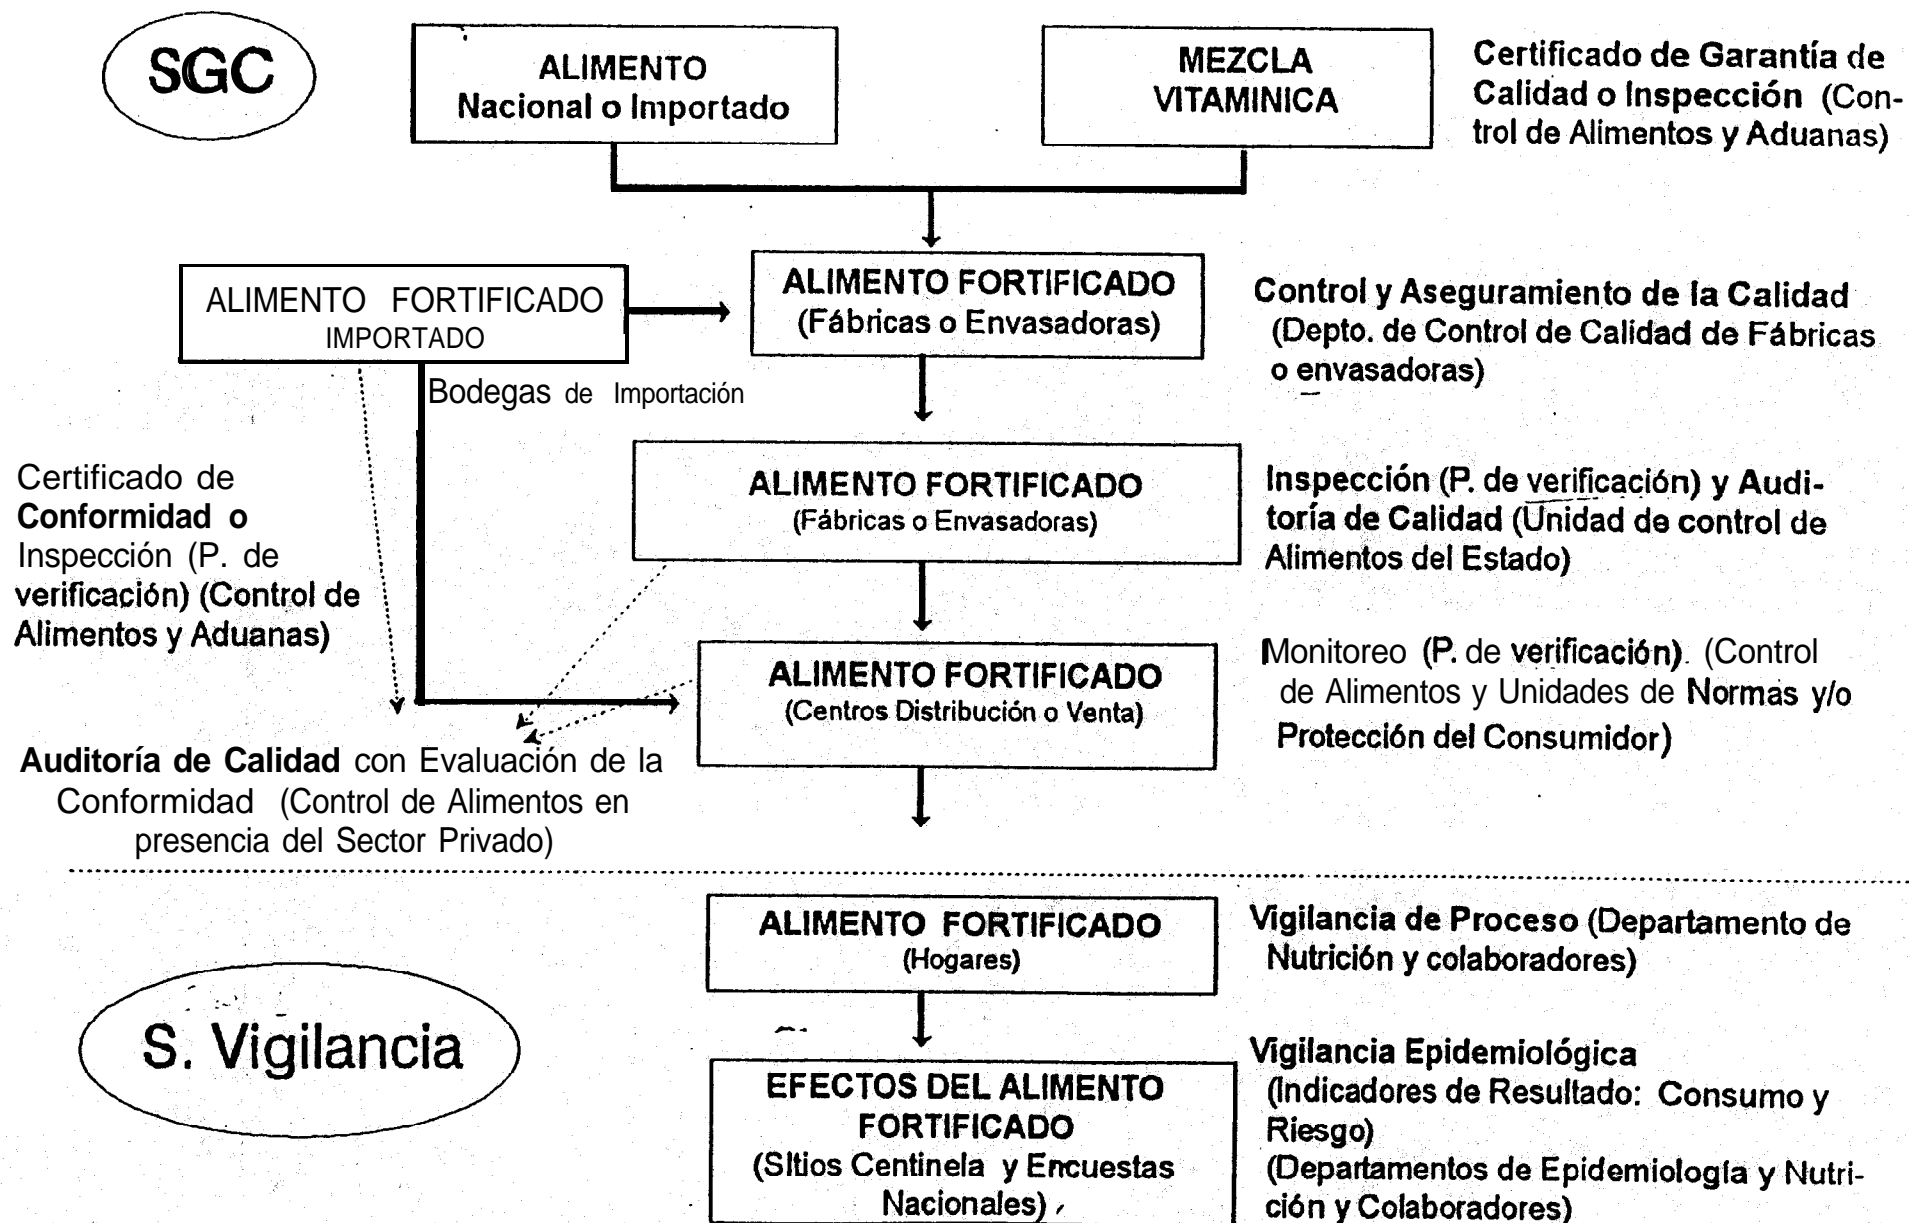 SGC
ALIMENTO
Nacional o Importado
MEZCLA
VITAMINICA
Certificado de Garantía de
Calidad o Inspección (Con-
trol de Alimentos y Aduanas)
ALIMENTO FORTIFICADO
IMPORTADO
ALIMENTO FORTIFICADO
(Fábricas o Envasadoras)
Control y Aseguramiento de la Calidad
(Depto. de Control de Calidad de Fábricas
o envasadoras)
Bodegas de Importación
Certificado de
Conformidad o
Inspección (P. de
verificación) (Control de
Alimentos y Aduanas)
ALIMENTO FORTIFICADO
(Fábricas o Envasadoras)
Inspección (P. de verificación) y Audi-
toría de Calidad (Unidad de control de
Alimentos del Estado)
ALIMENTO FORTIFICADO
(Centros Distribución o Venta)
Monitoreo (P. de verificación). (Control
de Alimentos y Unidades de Normas y/o
Protección del Consumidor)
Auditoría de Calidad con Evaluación de la
Conformidad (Control de Alimentos en
presencia del Sector Privado)
ALIMENTO FORTIFICADO
(Hogares)
Vigilancia de Proceso (Departamento de
Nutrición y colaboradores)
S. Vigilancia
EFECTOS DEL ALIMENTO
FORTIFICADO
(Sitios Centinela y Encuestas
Nacionales)
Vigilancia Epidemiológica
(Indicadores de Resultado: Consumo y
Riesgo)
(Departamentos de Epidemiología y Nutri-
ción y Colaboradores)